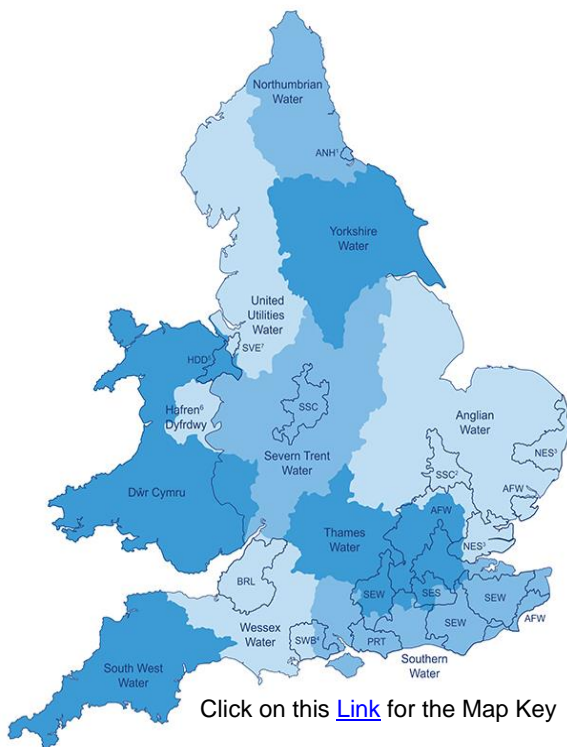 Northumbrian
Water
ANH¹
Yorkshire
Water
United
Utilities
Water
SVE⁷
HDD⁵
SSC
Hafren⁶
Dyfrdwy
Anglian
Water
NES³
Severn Trent
Water
SSC²
AFW
Dŵr Cymru
AFW
Thames
Water
NES³
BRL
SEW
SES
SEW
Wessex
Water
SWB⁴
PRT
SEW
AFW
Southern
Water
South West
Water
Click on this Link for the Map Key